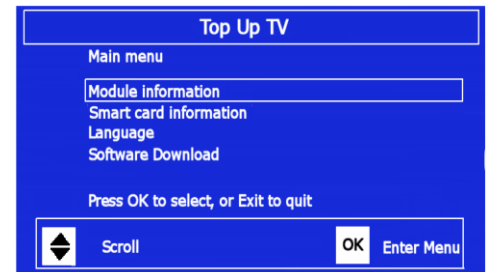 Top Up TV
Main menu
Module information
Smart card information
Language
Software Download
Press OK to select, or Exit to quit
Scroll OK Enter Menu